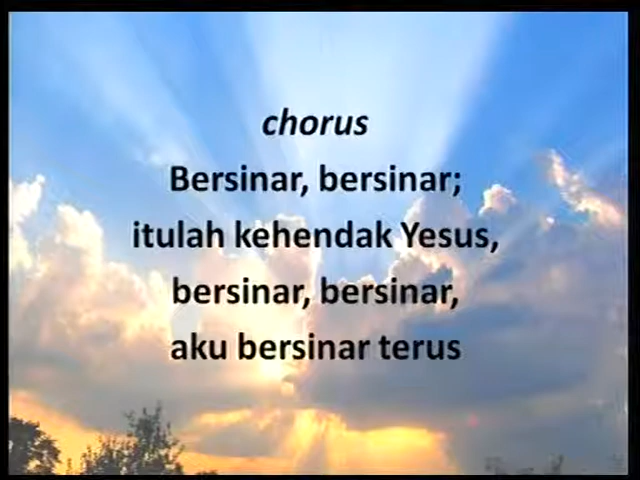 chorus
Bersinar, bersinar;
itulah kehendak Yesus,
bersinar, bersinar,
aku bersinar terus